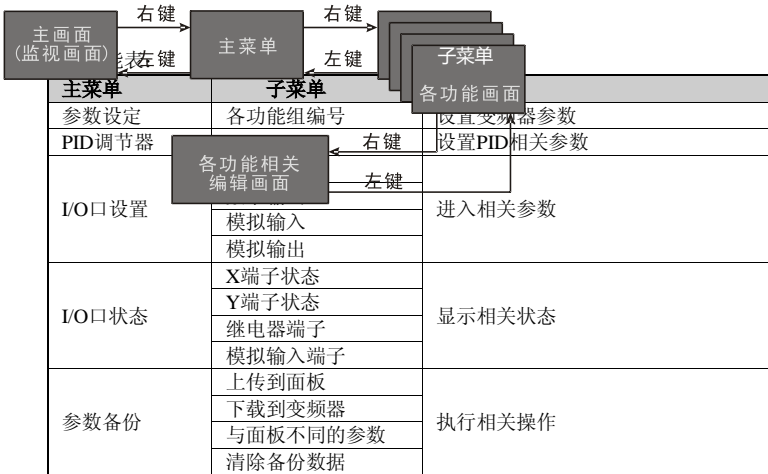 右键
右键
主画面
(监视画面)
主菜单
左键
左键
子菜单
各功能画面
能表:
主菜单
子菜单
参数设定
各功能组编号
设置变频器参数
PID调节器
设置PID相关参数
右键
各功能相关
编辑画面
左键
I/O口设置
模拟输入
模拟输出
进入相关参数
I/O口状态
X端子状态
Y端子状态
继电器端子
模拟输入端子
显示相关状态
参数备份
上传到面板
下载到变频器
与面板不同的参数
清除备份数据
执行相关操作